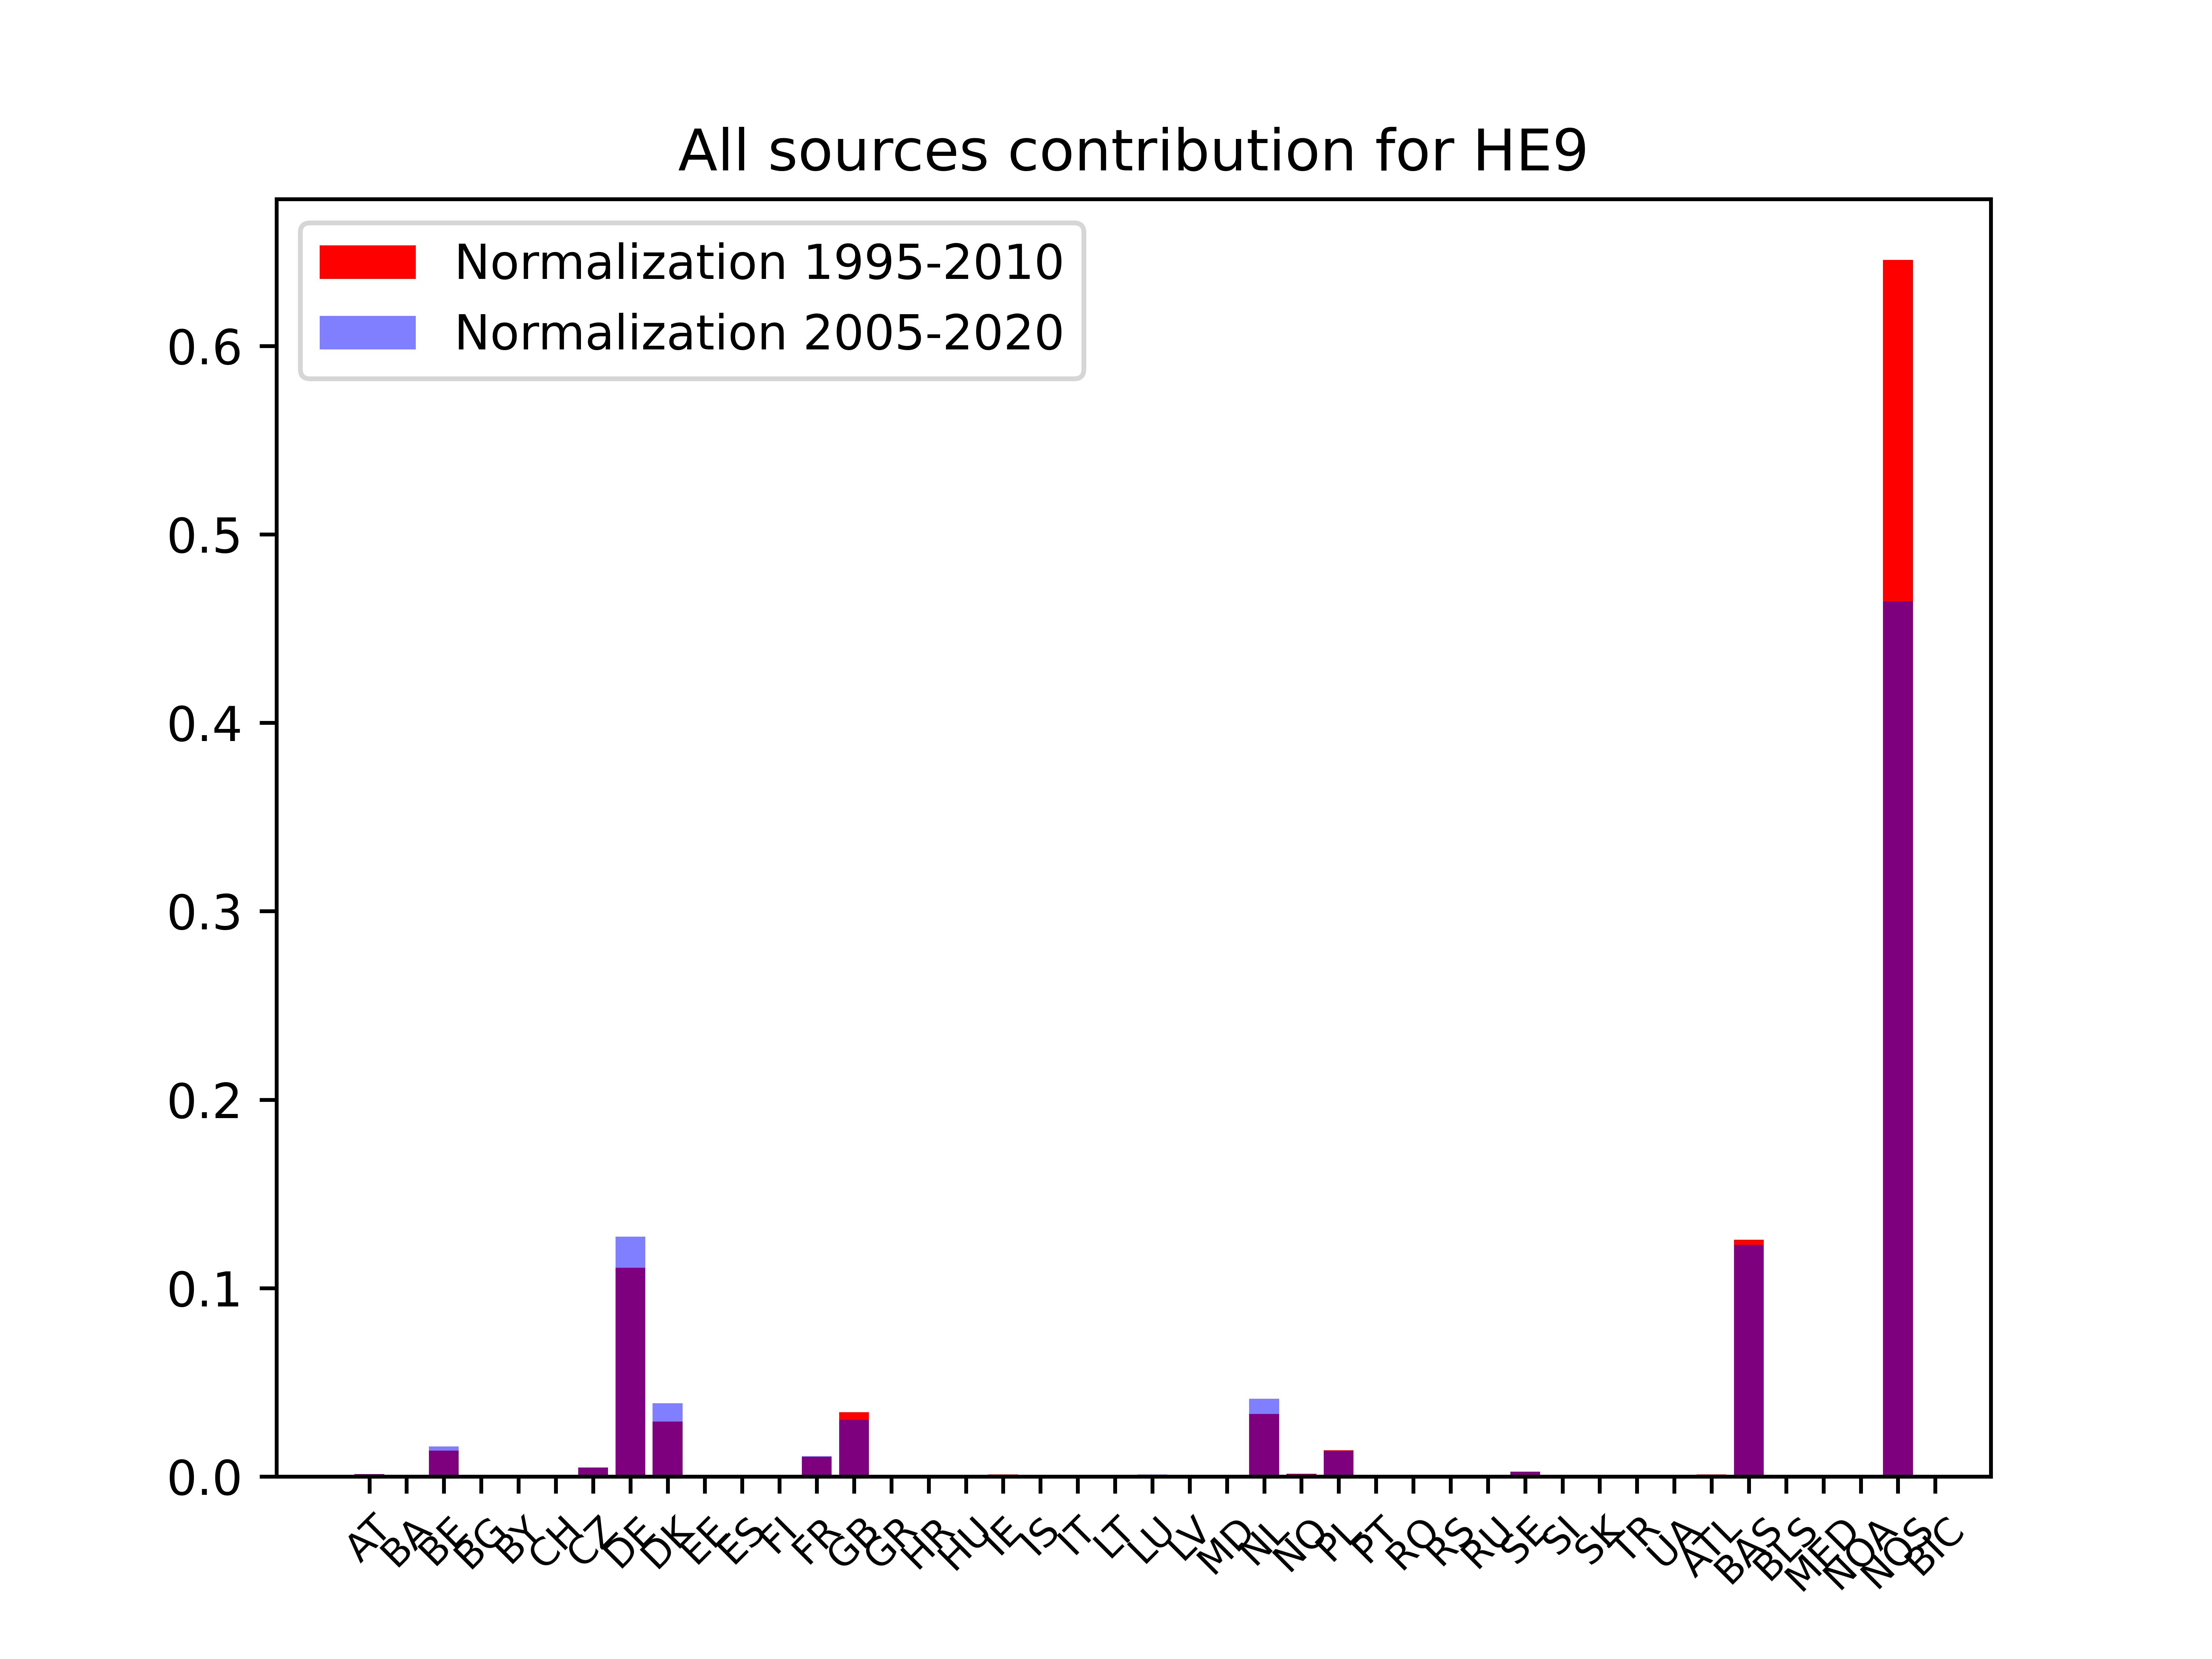 All sources contribution for HE9
Normalization 1995-2010
Normalization 2005-2020
0.6
0.5
0.4
0.3
0.2
0.1
0.0
AT
BA
BE
BG
BY
CH
CZ
DE
DK
EE
ES
FI
FR
GB
GR
HR
HU
IE
IS
IT
LT
LU
LV
MD
NL
NO
PL
PT
RO
RS
RU
SE
SI
SK
TR
UA
ATL
BAS
BLS
MED
NOA
NOS
BIC